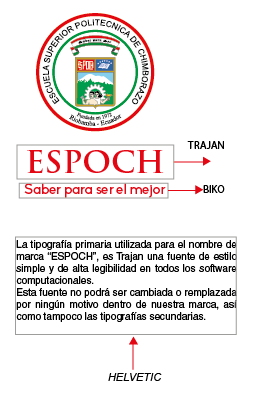 ESCUELA SUPERIOR POLITECNICA DE CHIMBORAZO
ESPOCH
Fundada en 1972
Riobamba - Ecuador
ESPOCH
TRAJAN
Saber para ser el mejor
BIKO
La tipografía primaria utilizada para el nombre de
marca "ESPOCH", es Trajan una fuente de estilo
simple y de alta legibilidad en todos los software
computacionales.
Esta fuente no podrá ser cambiada o remplazada
por ningún motivo dentro de nuestra marca, así
como tampoco las tipografías secundarias.
HELVETIC